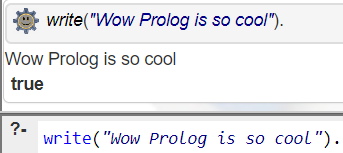 write("Wow Prolog is so cool").
Wow Prolog is so cool
true
?- write("Wow Prolog is so cool").